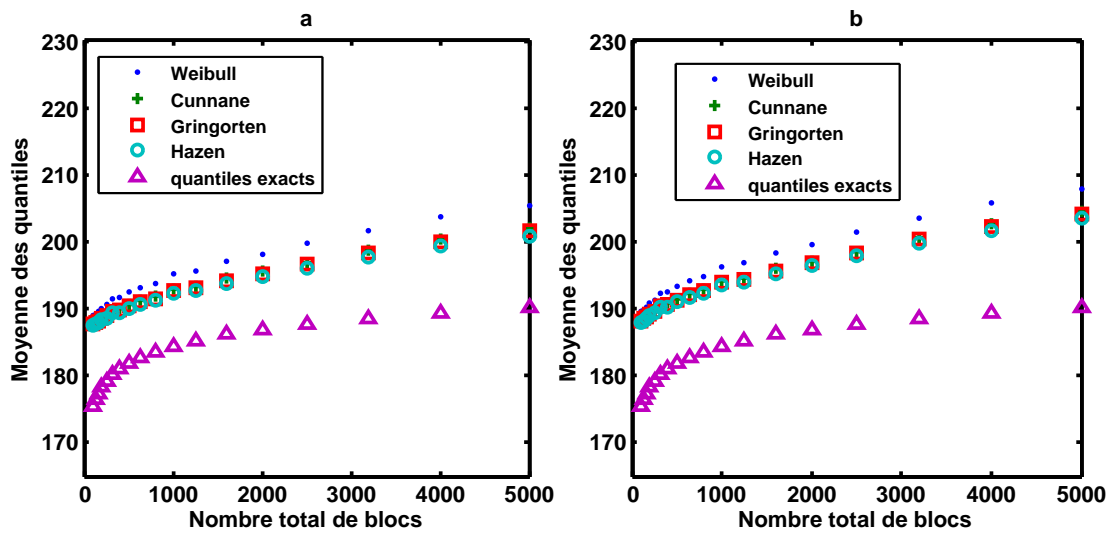 a
230
220
210
200
190
180
170
Moyenne des quantiles
Weibull
Cunnane
Gringorten
Hazen
quantiles exacts
0 1000 2000 3000 4000 5000
Nombre total de blocs
b
230
220
210
200
190
180
170
Moyenne des quantiles
Weibull
Cunnane
Gringorten
Hazen
quantiles exacts
0 1000 2000 3000 4000 5000
Nombre total de blocs